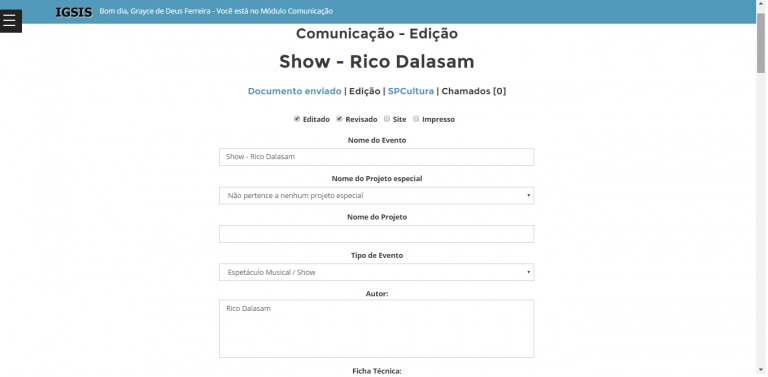 IGSIS Bom dia, Grayce de Deus Ferreira - Você está no Módulo Comunicação
Comunicação - Edição
Show - Rico Dalasam
Documento enviado | Edição | SPCultura | Chamados [0]
Editado Revisado Site Impresso
Nome do Evento
Show - Rico Dalasam
Nome do Projeto especial
Não pertence a nenhum projeto especial
Nome do Projeto
Tipo de Evento
Espetáculo Musical / Show
Autor:
Rico Dalasam
Ficha Técnica: